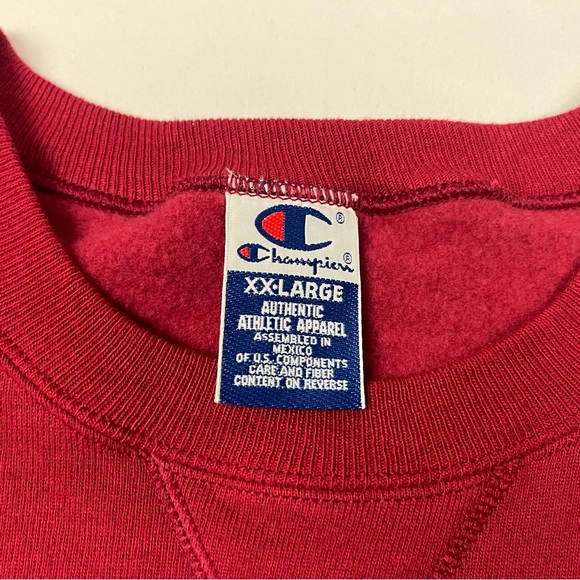 ®
Champion®
XX-LARGE
AUTHENTIC
ATHLETIC APPAREL
ASSEMBLED IN
MEXICO
OF U.S. COMPONENTS
CARE AND FIBER
CONTENT ON REVERSE